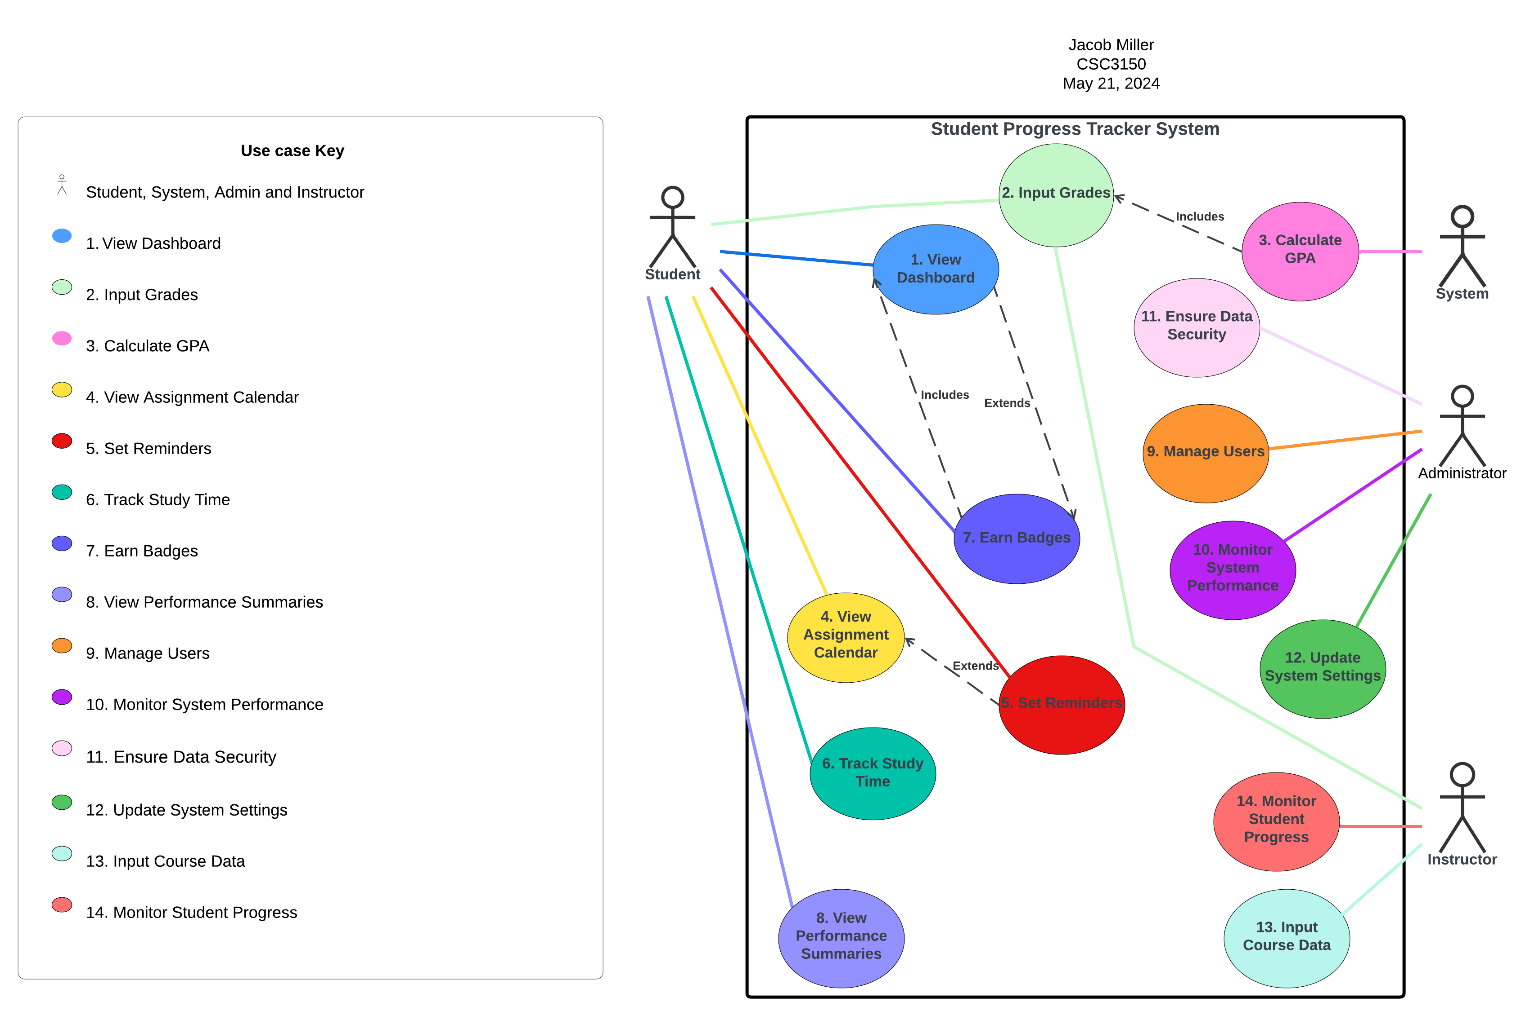 Jacob Miller
CSC3150
May 21, 2024
Use case Key
Student, System, Admin and Instructor
1. View Dashboard
2. Input Grades
3. Calculate GPA
4. View Assignment Calendar
5. Set Reminders
6. Track Study Time
7. Earn Badges
8. View Performance Summaries
9. Manage Users
10. Monitor System Performance
11. Ensure Data Security
12. Update System Settings
13. Input Course Data
14. Monitor Student Progress
Student Progress Tracker System
Student
2. Input Grades
Includes
3. Calculate
GPA
System
1. View
Dashboard
11. Ensure Data
Security
Includes
Extends
9. Manage Users
Administrator
7. Earn Badges
10. Monitor
System
Performance
4. View
Assignment
Calendar
Extends
5. Set Reminders
12. Update
System Settings
6. Track Study
Time
14. Monitor
Student
Progress
Instructor
8. View
Performance
Summaries
13. Input
Course Data